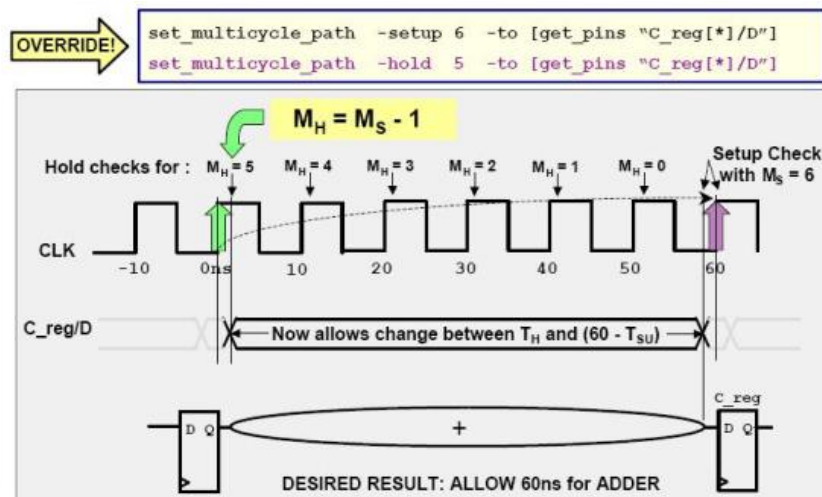 OVERRIDE!
set_multicycle_path -setup 6 -to [get_pins “C_reg[*]/D”]
set_multicycle_path -hold 5 -to [get_pins “C_reg[*]/D”]
M_H = M_S - 1
Hold checks for : M_H = 5 M_H = 4 M_H = 3 M_H = 2 M_H = 1 M_H = 0
Setup Check
with M_S = 6
CLK
-10 0ns 10 20 30 40 50 60
C_reg/D
Now allows change between T_H and (60 - T_SU)
C_reg
D Q + D Q
DESIRED RESULT: ALLOW 60ns for ADDER